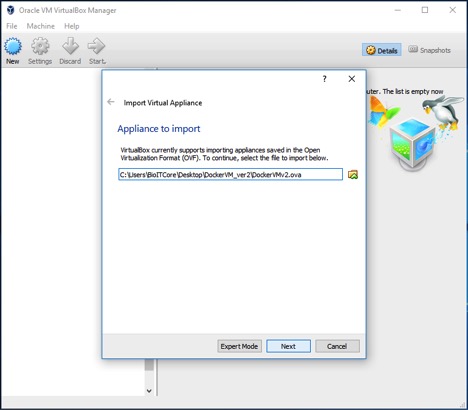 Oracle VM VirtualBox Manager
File Machine Help
New Settings Discard Start.
Details Snapshots
uter. The list is empty now
?
Import Virtual Appliance
Appliance to import
VirtualBox currently supports importing appliances saved in the Open
Virtualization Format (OVF). To continue, select the file to import below.
C:\Users\BioITCore\Desktop\DockerVM_ver2\DockerVMv2.ova
Expert Mode Next Cancel